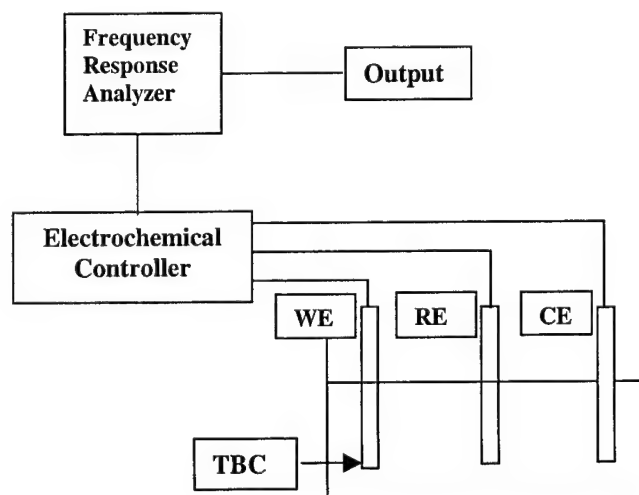 Frequency
Response
Analyzer
Output
Electrochemical
Controller
WE
RE
CE
TBC